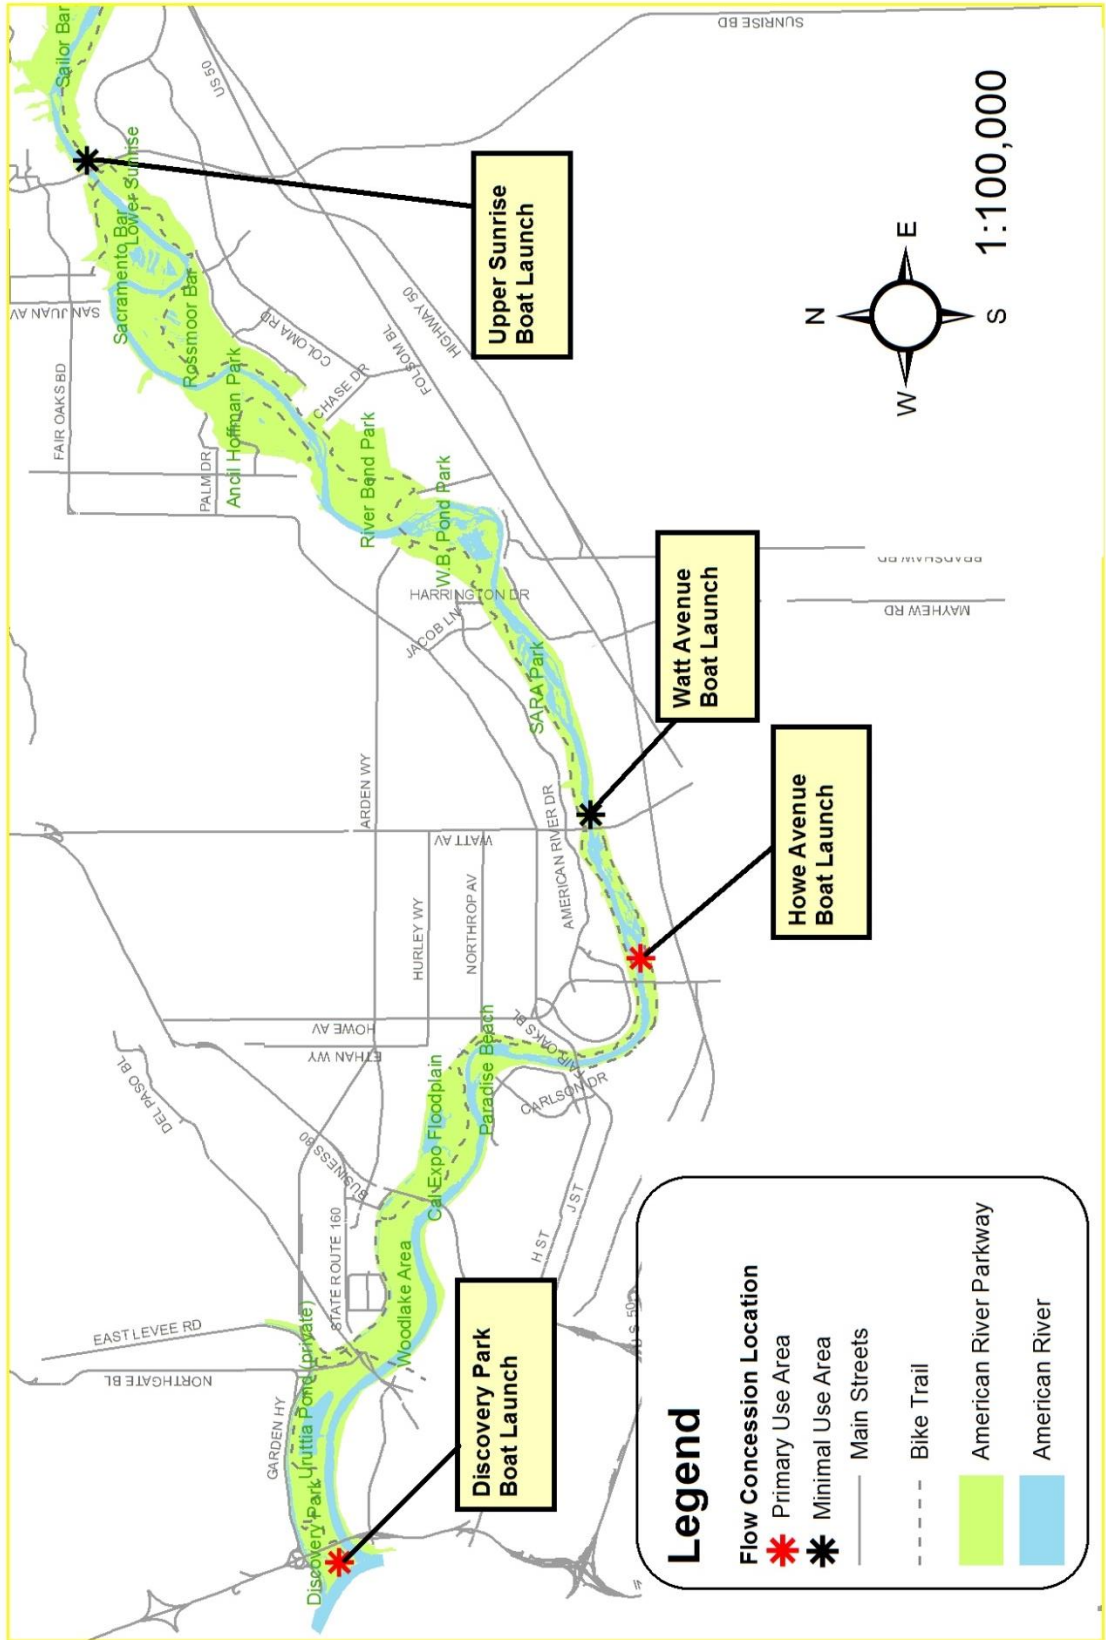 Sailor Bar
SUNRISE BD
US 50
Lower Sunrise
Sacramento Bar
SAN JUAN AV
Rossmoor Bar
FAIR OAKS BD
COLOMA RD
Upper Sunrise
Boat Launch
HIGHWAY 50
FOLSOM BL
CHASE DR
Ancil Hoffman Park
PALM DR
River Bend Park
W.B. Pond Park
HARRINGTON DR
JACOB LN
BRADSHAW RD
MAYHEW RD
N
E
S
W
1:100,000
SARA Park
Watt Avenue
Boat Launch
ARDEN WY
WATT AV
AMERICAN RIVER DR
HURLEY WY
NORTHROP AV
Howe Avenue
Boat Launch
HOWE AV
ETHAN WY
FAIR OAKS BL
Paradise Beach
CARLSON DR
DEL PASO BL
BUSINESS 80
Cal Expo Floodplain
H ST
J ST
STATE ROUTE 160
Woodlake Area
EAST LEVEE RD
NORTHGATE BL
Uruttia Pond (private)
GARDEN HY
Discovery Park
Discovery Park
Boat Launch
US 50
Legend
Flow Concession Location
Primary Use Area
Minimal Use Area
Main Streets
Bike Trail
American River Parkway
American River